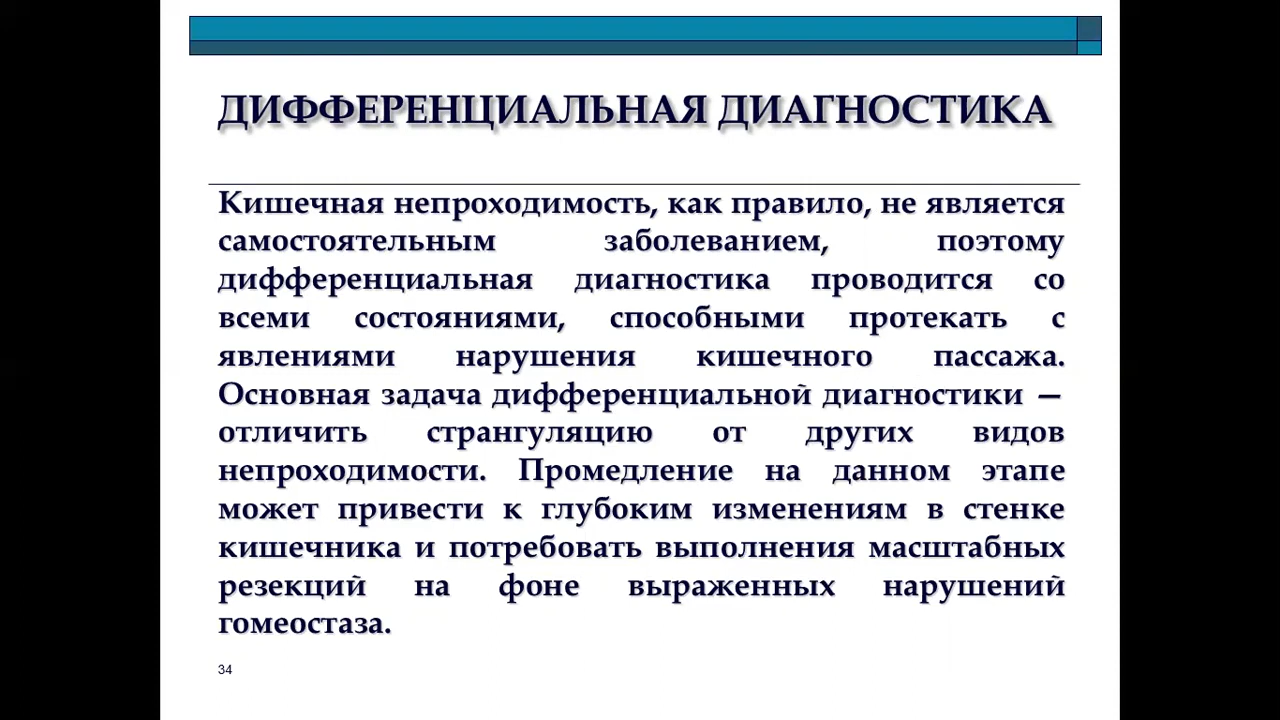 ДИФФЕРЕНЦИАЛЬНАЯ ДИАГНОСТИКА
Кишечная непроходимость, как правило, не является
самостоятельным заболеванием, поэтому
дифференциальная диагностика проводится со
всеми состояниями, способными протекать с
явлениями нарушения кишечного пассажа.
Основная задача дифференциальной диагностики —
отличить странгуляцию от других видов
непроходимости. Промедление на данном этапе
может привести к глубоким изменениям в стенке
кишечника и потребовать выполнения масштабных
резекций на фоне выраженных нарушений
гомеостаза.
34